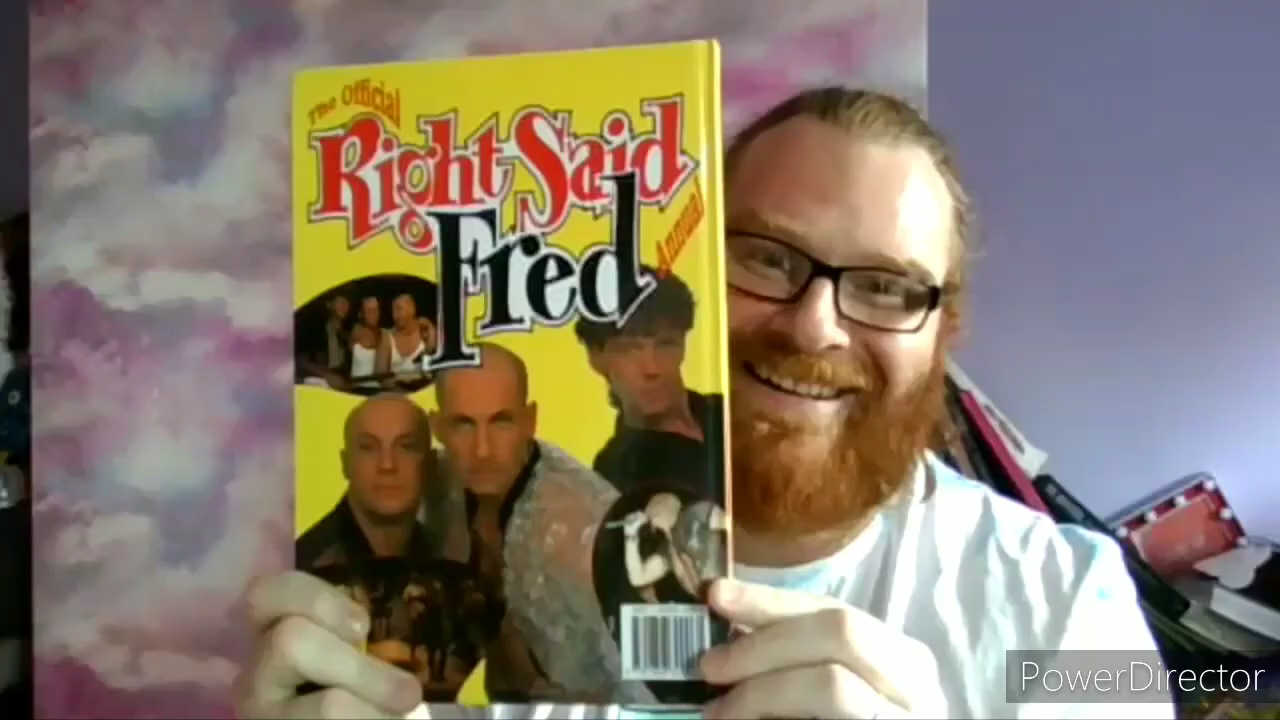 The Official
Right Said
Fred
Annual
PowerDirector